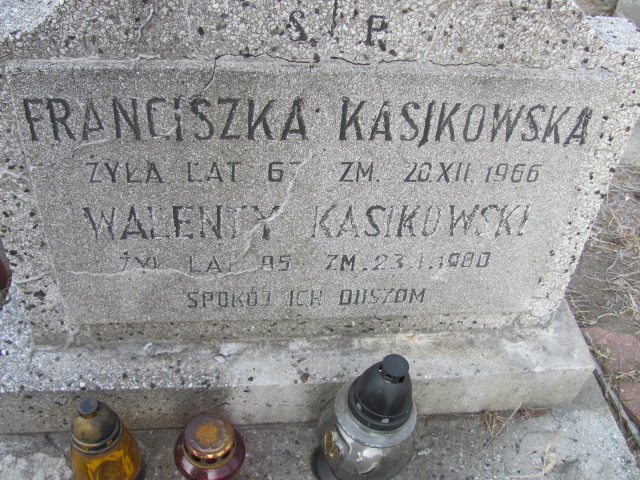 Ś P
FRANCISZKA KASIKOWSKA
ŻYŁA LAT 67 ZM. 20.XII.1966
WALENTY KASIKOWSKI
ŻYŁ LAT 85 ZM. 23.I.1980
SPOKÓJ ICH DUSZOM